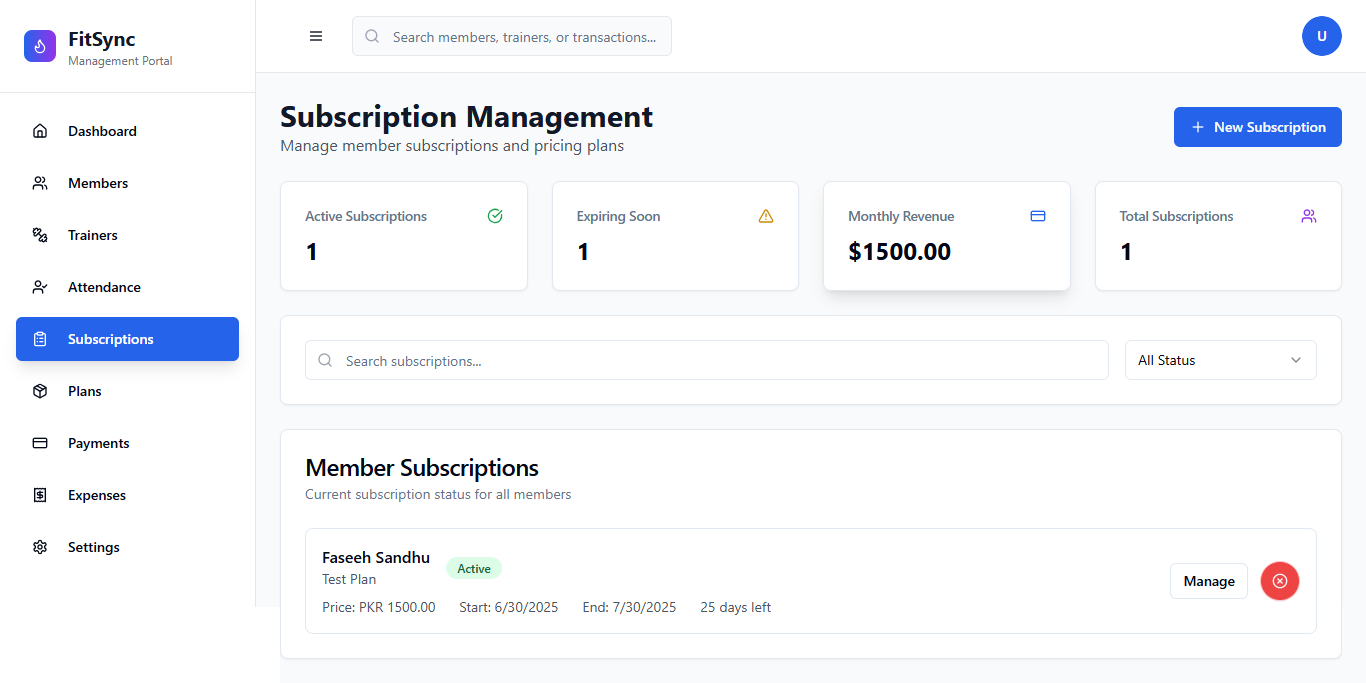 FitSync
Management Portal
Search members, trainers, or transactions...
U
Dashboard
Members
Trainers
Attendance
Subscriptions
Plans
Payments
Expenses
Settings
Subscription Management
Manage member subscriptions and pricing plans
New Subscription
Active Subscriptions
1
Expiring Soon
1
Monthly Revenue
$1500.00
Total Subscriptions
1
Search subscriptions...
All Status
Member Subscriptions
Current subscription status for all members
Faseeh Sandhu
Active
Test Plan
Price: PKR 1500.00 Start: 6/30/2025 End: 7/30/2025 25 days left
Manage